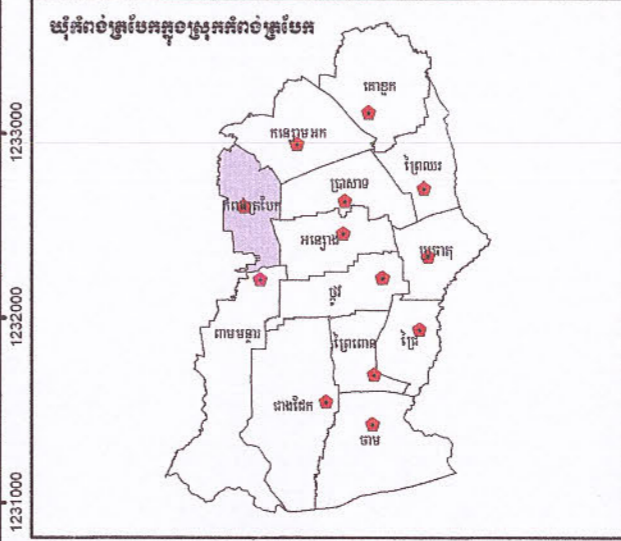 ឃុំកំពង់ត្របែកក្នុងស្រុកកំពង់ត្របែក
គោខ្ចក
កន្សោមអក
ព្រៃឈរ
1233000
ប្រាសាទ
កំពង់ត្របែក
អន្សោង
ប្រធាតុ
ថ្កូវ
1232000
ពាមមន្ទារ
ព្រៃពោន
ជ្រៃ
ជាងដែក
ចាម
1231000